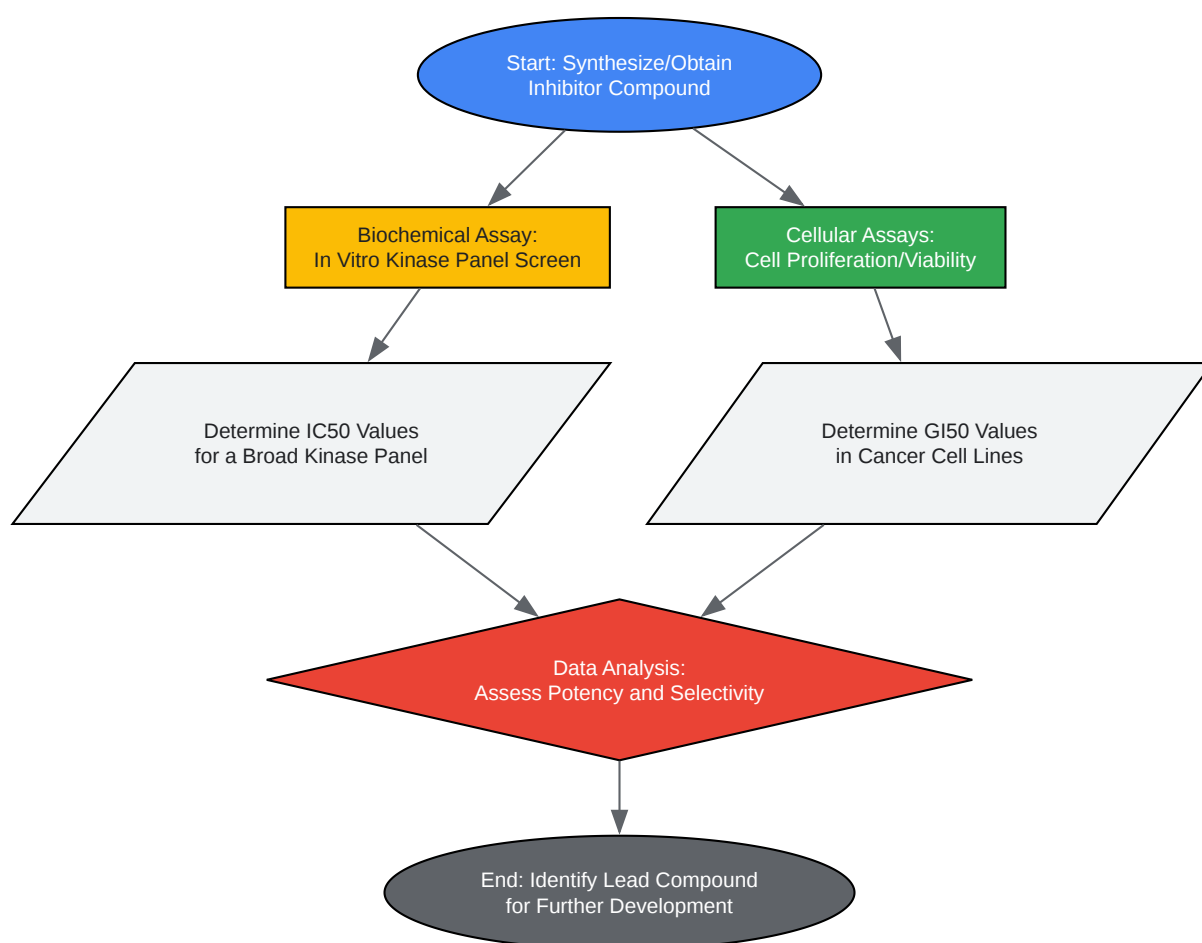 Start: Synthesize/Obtain
Inhibitor Compound
Biochemical Assay:
In Vitro Kinase Panel Screen
Cellular Assays:
Cell Proliferation/Viability
Determine IC50 Values
for a Broad Kinase Panel
Determine GI50 Values
in Cancer Cell Lines
Data Analysis:
Assess Potency and Selectivity
End: Identify Lead Compound
for Further Development